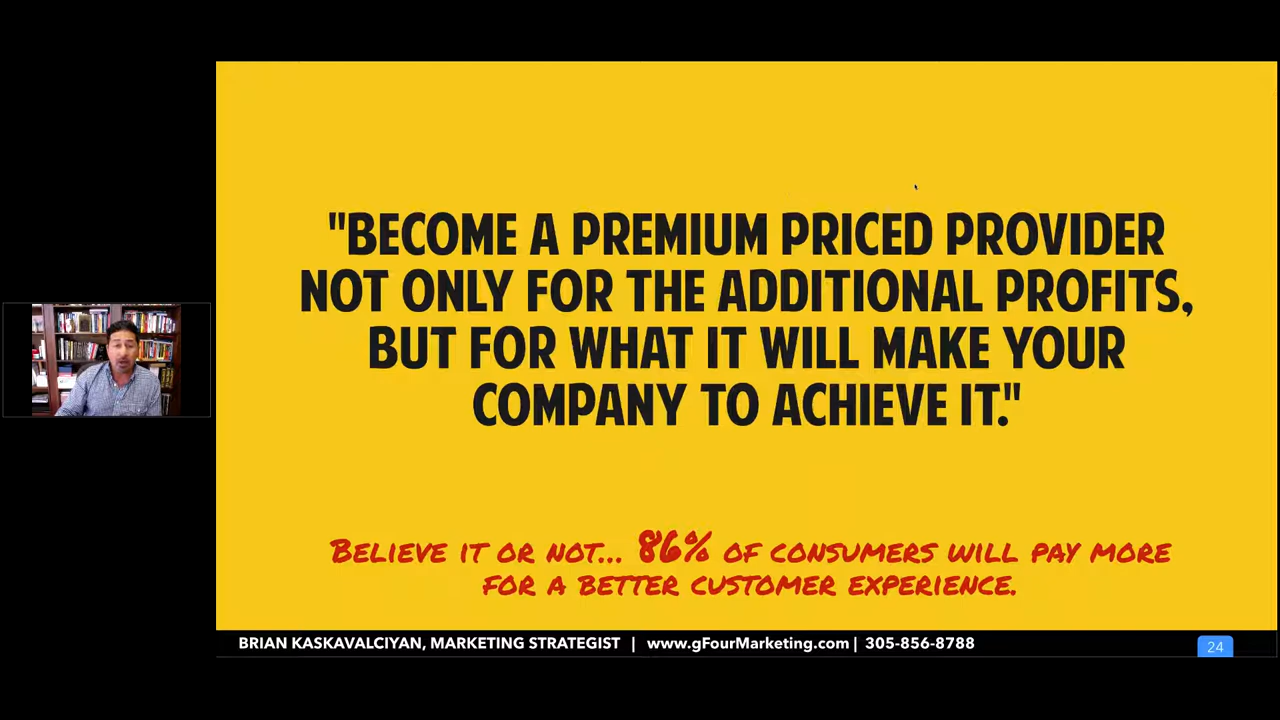 "BECOME A PREMIUM PRICED PROVIDER
NOT ONLY FOR THE ADDITIONAL PROFITS,
BUT FOR WHAT IT WILL MAKE YOUR
COMPANY TO ACHIEVE IT."
BELIEVE IT OR NOT... 86% OF CONSUMERS WILL PAY MORE
FOR A BETTER CUSTOMER EXPERIENCE.
BRIAN KASKAVALCIYAN, MARKETING STRATEGIST | www.gFourMarketing.com | 305-856-8788
24